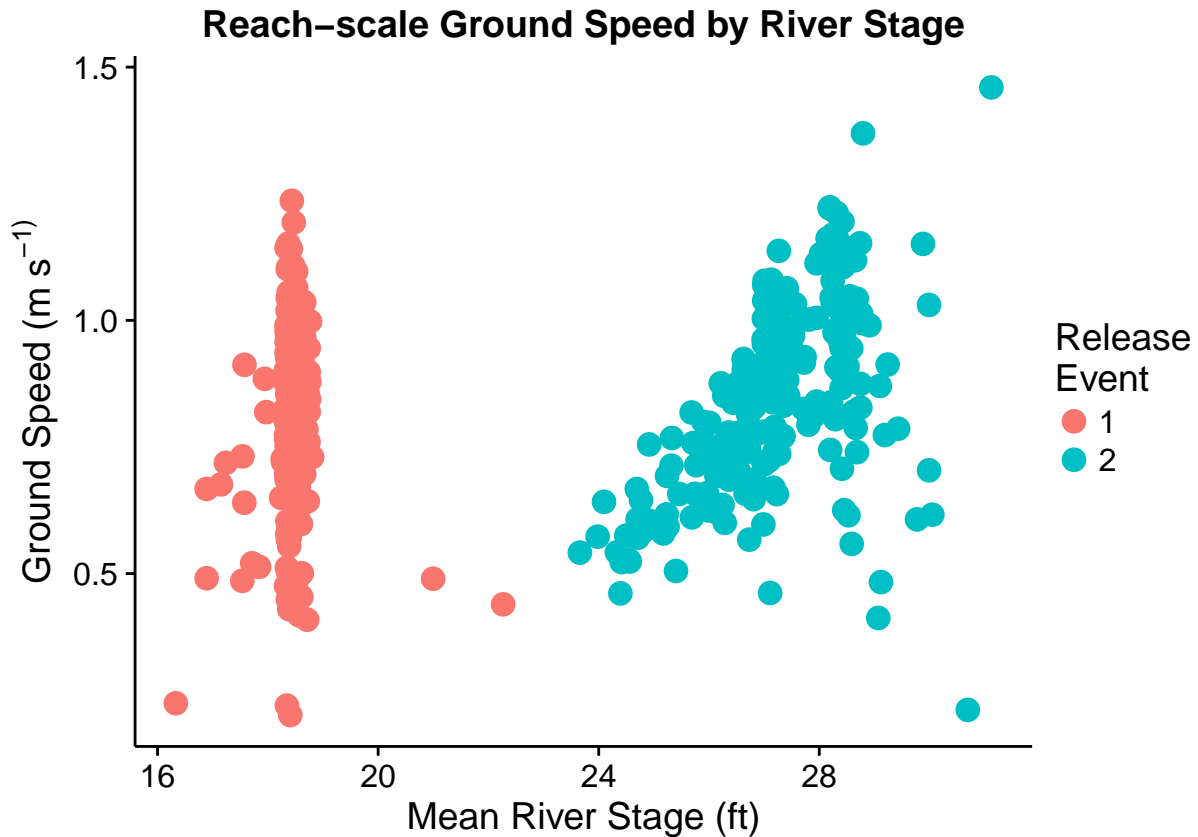 Reach−scale Ground Speed by River Stage
1.5
1.0
0.5
Ground Speed (m s⁻¹)
16 20 24 28
Mean River Stage (ft)
Release
Event
1
2